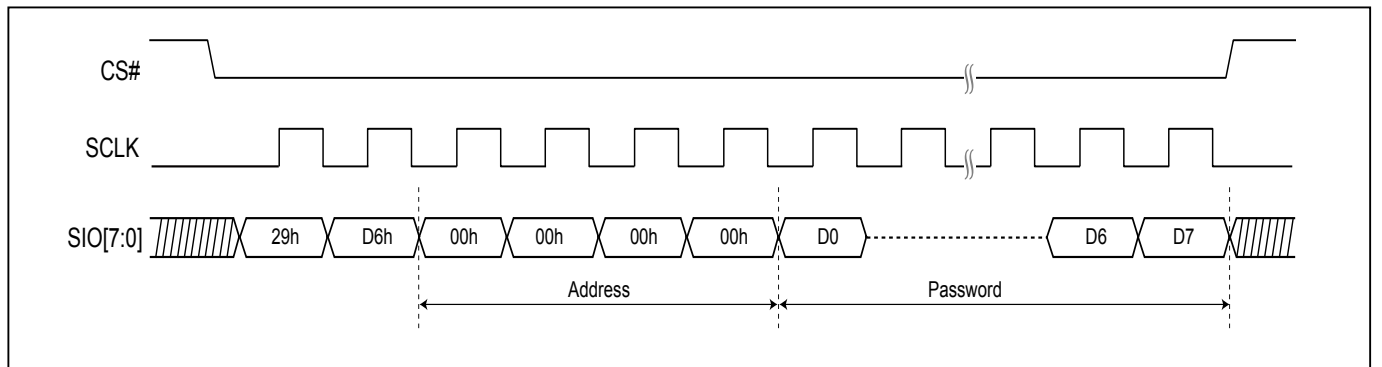 CS#
SCLK
SIO[7:0] 29h D6h 00h 00h 00h 00h D0 D6 D7
Address Password